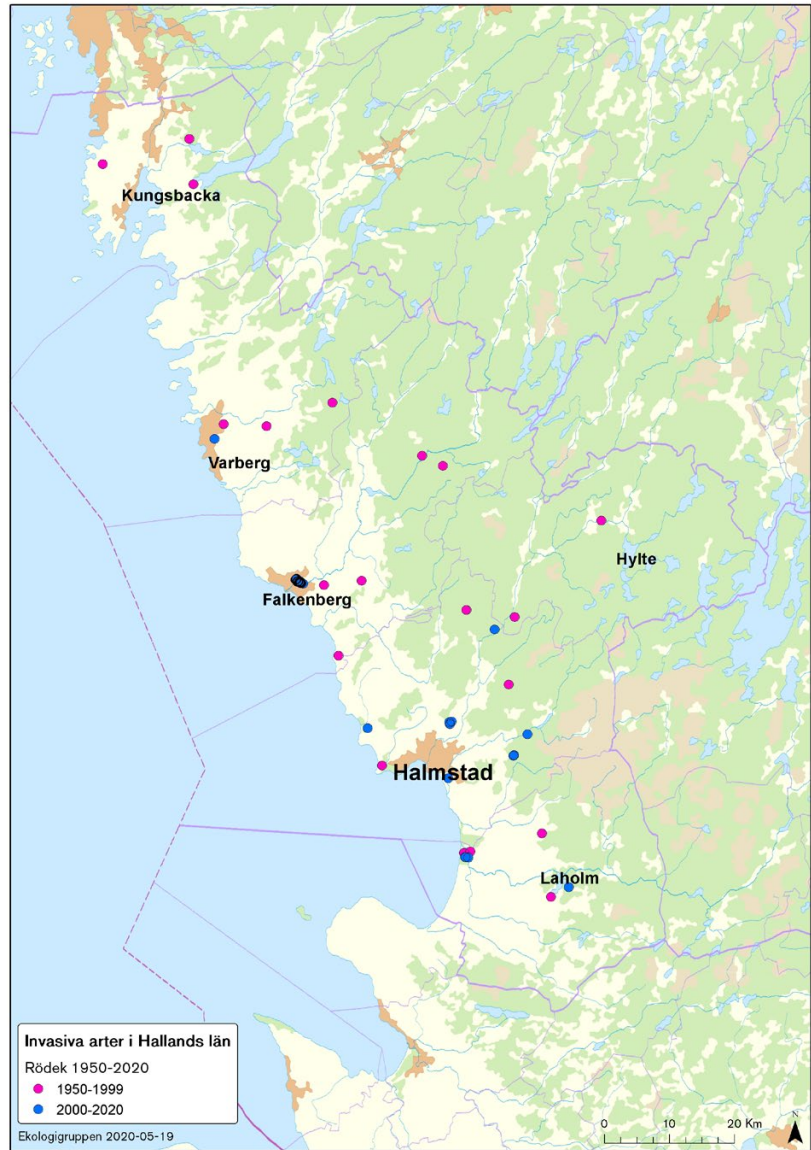 Kungsbacka
Varberg
Hylte
Falkenberg
Halmstad
Laholm
Invasiva arter i Hallands län
Rödek 1950-2020
1950-1999
2000-2020
Ekologigruppen 2020-05-19
0 10 20 Km
N